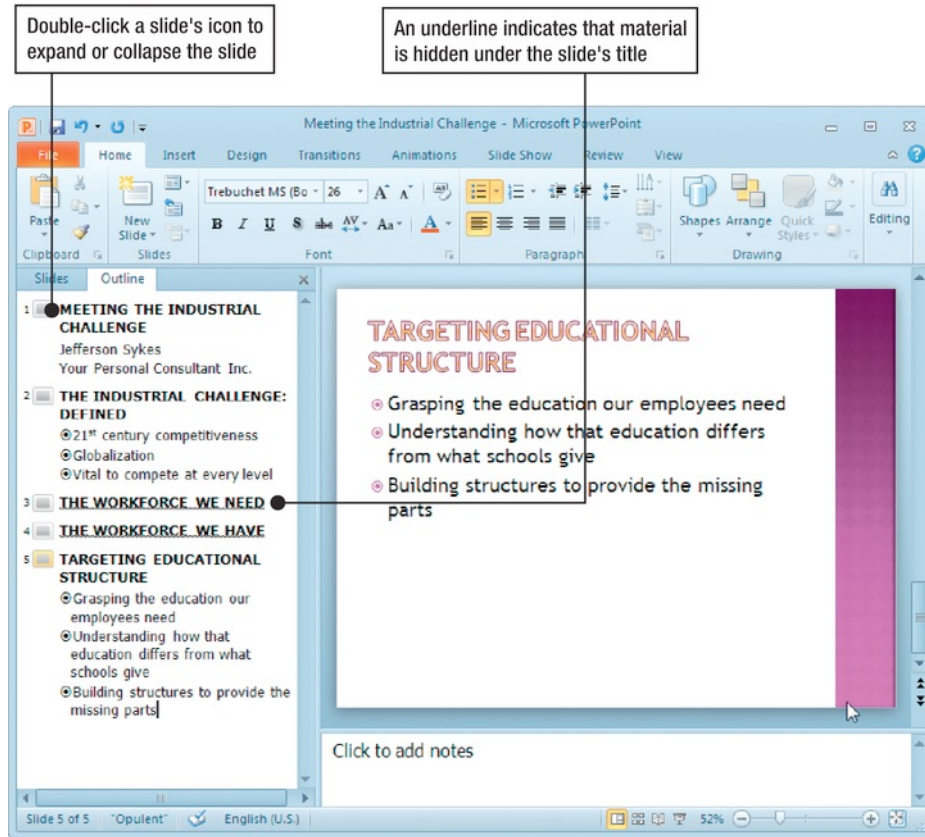 Double-click a slide's icon to
expand or collapse the slide
An underline indicates that material
is hidden under the slide's title
Meeting the Industrial Challenge - Microsoft PowerPoint
File Home Insert Design Transitions Animations Slide Show Review View
Trebuchet MS (Bo 26
Paste
New
Slide
B I U S abc AV Aa A
Shapes Arrange Quick
Styles
Editing
Clipboard Slides Font Paragraph Drawing
Slides Outline
1 MEETING THE INDUSTRIAL
CHALLENGE
Jefferson Sykes
Your Personal Consultant Inc.
2 THE INDUSTRIAL CHALLENGE:
DEFINED
21st century competitiveness
Globalization
Vital to compete at every level
3 THE WORKFORCE WE NEED
4 THE WORKFORCE WE HAVE
5 TARGETING EDUCATIONAL
STRUCTURE
Grasping the education our
employees need
Understanding how that
education differs from what
schools give
Building structures to provide the
missing parts
TARGETING EDUCATIONAL
STRUCTURE
Grasping the education our employees need
Understanding how that education differs
from what schools give
Building structures to provide the missing
parts
Click to add notes
Slide 5 of 5 "Opulent" English (U.S.) 52%